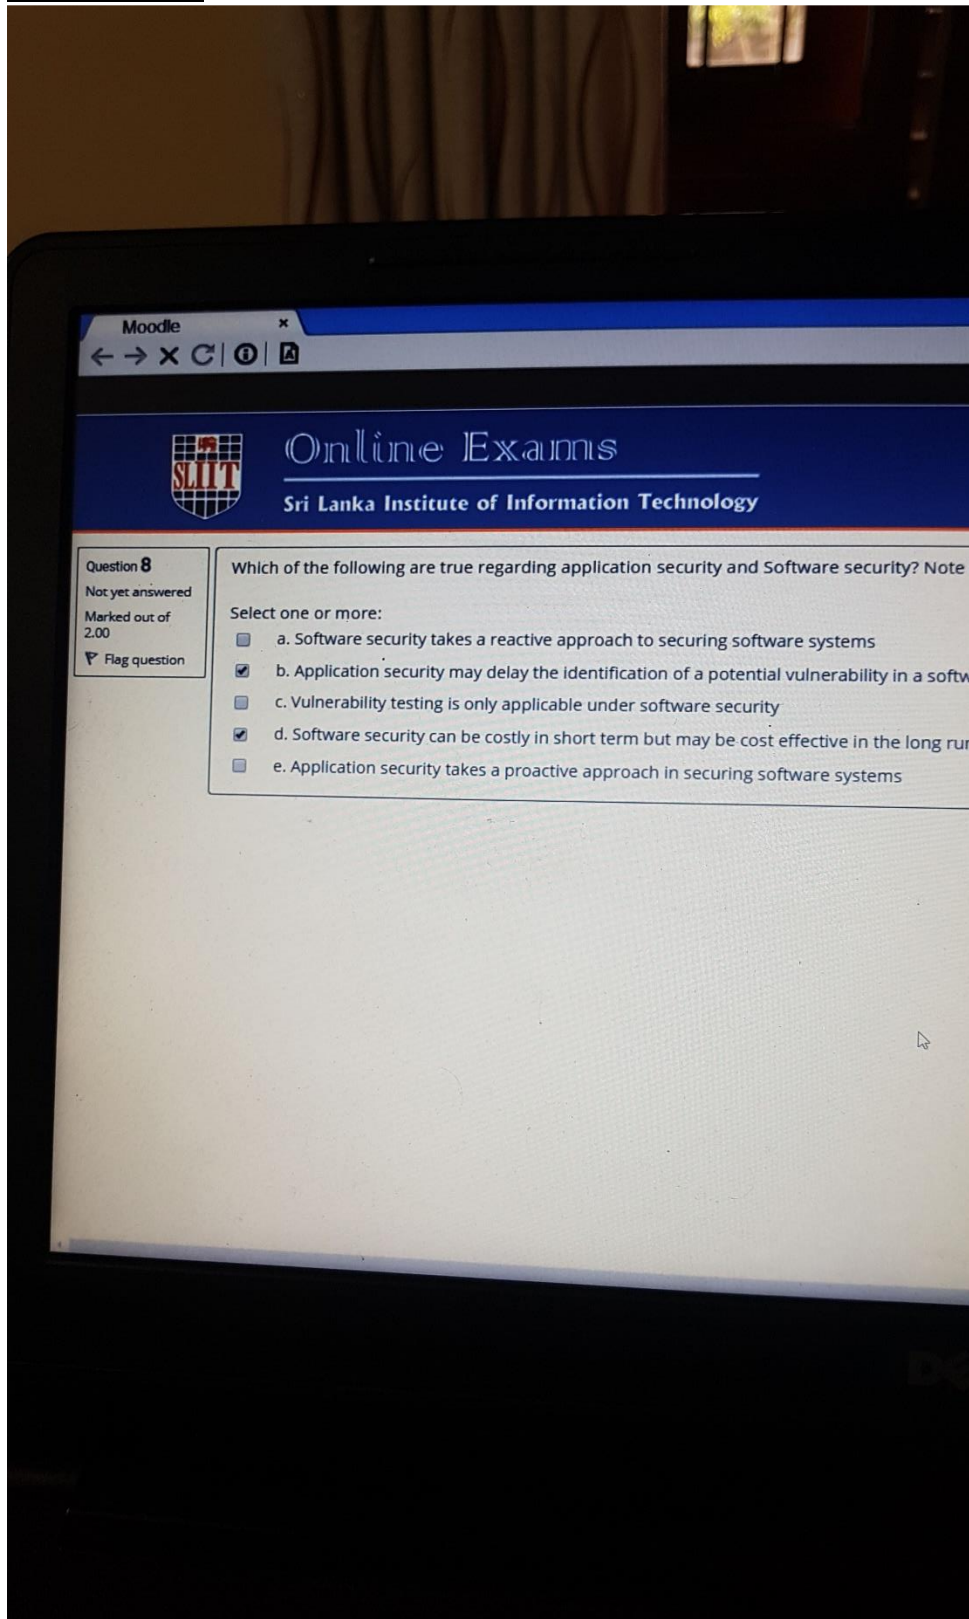 Moodle
SLIIT
Online Exams
Sri Lanka Institute of Information Technology
Question 8
Not yet answered
Marked out of
2.00
Flag question
Which of the following are true regarding application security and Software security? Note
Select one or more:
a. Software security takes a reactive approach to securing software systems
b. Application security may delay the identification of a potential vulnerability in a softw
c. Vulnerability testing is only applicable under software security
d. Software security can be costly in short term but may be cost effective in the long run
e. Application security takes a proactive approach in securing software systems